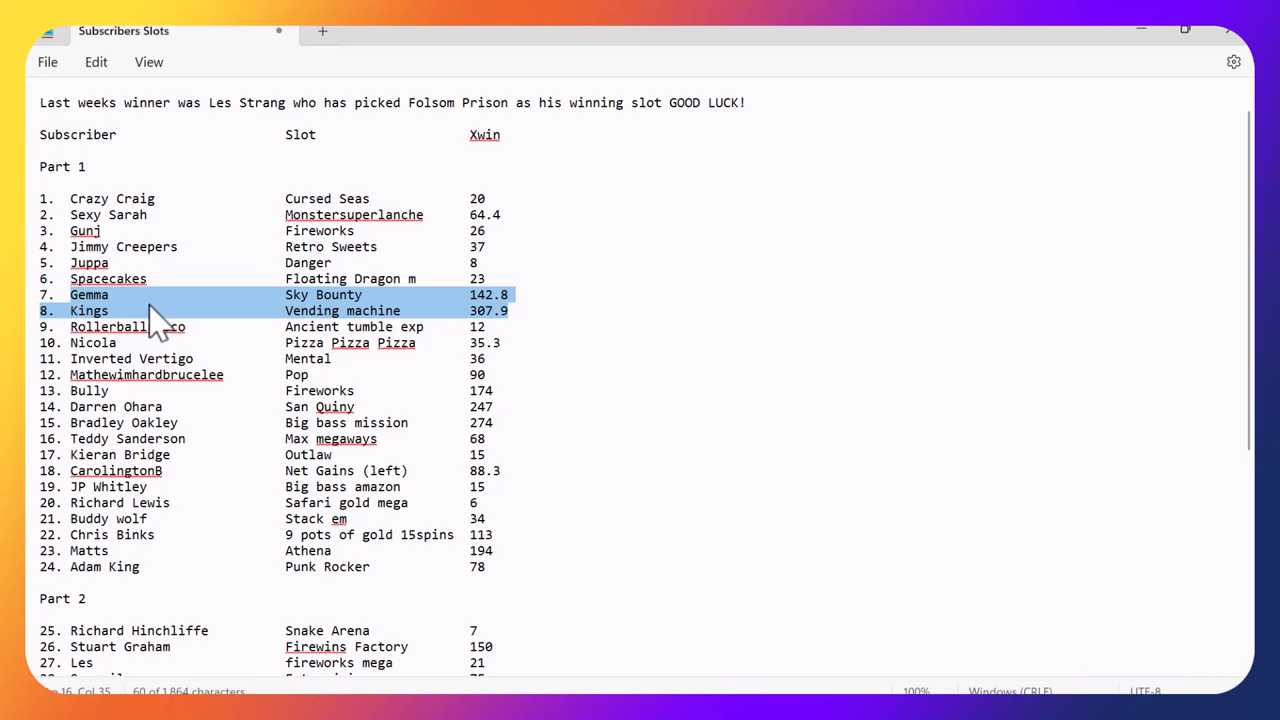 Subscribers Slots
File Edit View
Last weeks winner was Les Strang who has picked Folsom Prison as his winning slot GOOD LUCK!
Subscriber Slot Xwin
Part 1
1. Crazy Craig Cursed Seas 20
2. Sexy Sarah Monstersuperlanche 64.4
3. Gunj Fireworks 26
4. Jimmy Creepers Retro Sweets 37
5. Juppa Danger 8
6. Spacecakes Floating Dragon m 23
7. Gemma Sky Bounty 142.8
8. Kings Vending machine 307.9
9. Ancient tumble exp 12
10. Nicola Pizza Pizza Pizza 35.3
11. Inverted Vertigo Mental 36
12. Mathewimhardbrucelee Pop 90
13. Bully Fireworks 174
14. Darren Ohara San Quiny 247
15. Bradley Oakley Big bass mission 274
16. Teddy Sanderson Max megaways 68
17. Kieran Bridge Outlaw 15
18. CarolingtonB Net Gains (left) 88.3
19. JP Whitley Big bass amazon 15
20. Richard Lewis Safari gold mega 6
21. Buddy wolf Stack em 34
22. Chris Binks 9 pots of gold 15spins 113
23. Matts Athena 194
24. Adam King Punk Rocker 78
Part 2
25. Richard Hinchliffe Snake Arena 7
26. Stuart Graham Firewins Factory 150
27. Les fireworks mega 21
Col 35 60 of 1,864 characters 100% Windows (CRLF) UTF-8